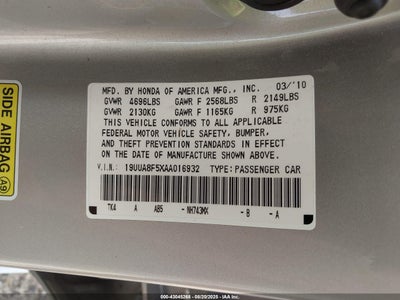 MFD. BY HONDA OF AMERICA MFG., INC. 03/'10
GVWR 4696LBS GAWR F 2568LBS R 2149LBS
GVWR 2130KG GAWR F 1165KG R 975KG
THIS VEHICLE CONFORMS TO ALL APPLICABLE
FEDERAL MOTOR VEHICLE SAFETY, BUMPER,
AND THEFT PREVENTION STANDARDS IN EFFECT
ON THE DATE OF MANUFACTURE SHOWN ABOVE.
V.I.N.: 19UUA8F5XAA016932 TYPE:PASSENGER CAR
TK4 A AB5 - NH743MX - B - A
SIDE AIRBAG
A9
000-43045268 - 08/20/2025 - IAA Inc.